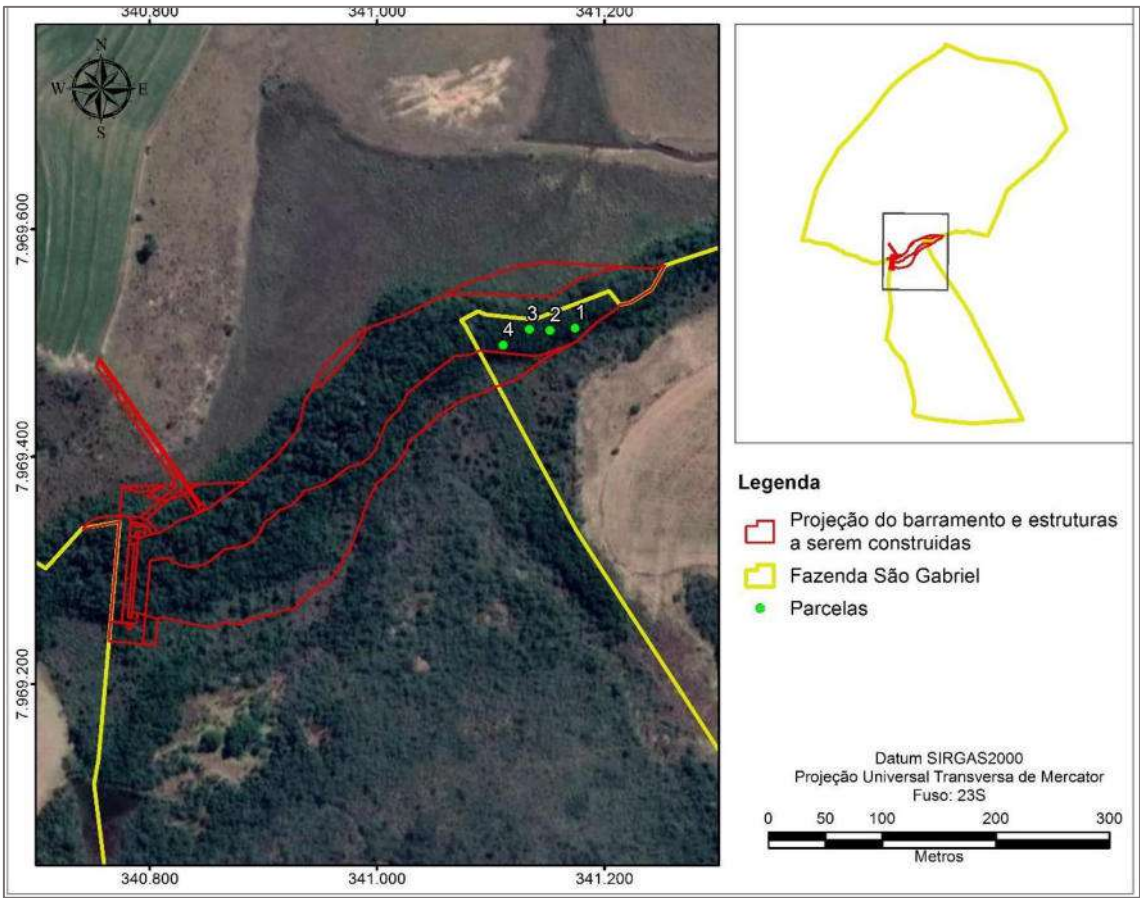 340.800
341.000
341.200
N
W
E
S
7.969.600
7.969.400
7.969.200
3
2
1
4
340.800
341.000
341.200
Legenda
Projeção do barramento e estruturas
a serem construidas
Fazenda São Gabriel
Parcelas
Datum SIRGAS2000
Projeção Universal Transversa de Mercator
Fuso: 23S
0
50
100
200
300
Metros